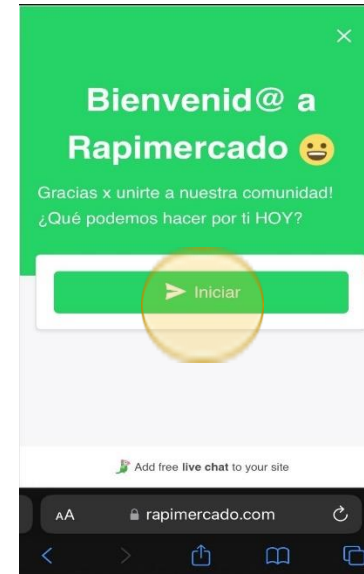 Bienvenid@ a
Rapimercado 😀
Gracias x unirte a nuestra comunidad!
¿Qué podemos hacer por ti HOY?
Iniciar
Add free live chat to your site
AA
rapimercado.com